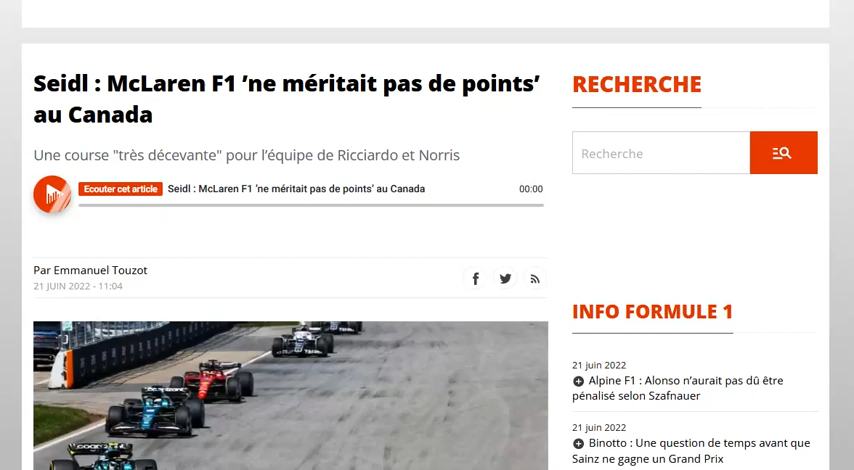 Seidl : McLaren F1 ’ne méritait pas de points’
au Canada
Une course "très décevante" pour l’équipe de Ricciardo et Norris
Ecouter cet article
Seidl : McLaren F1 ’ne méritait pas de points’ au Canada
00:00
Par Emmanuel Touzot
21 JUIN 2022 - 11:04
RECHERCHE
Recherche
INFO FORMULE 1
21 juin 2022
Alpine F1 : Alonso n’aurait pas dû être
pénalisé selon Szafnauer
21 juin 2022
Binotto : Une question de temps avant que
Sainz ne gagne un Grand Prix